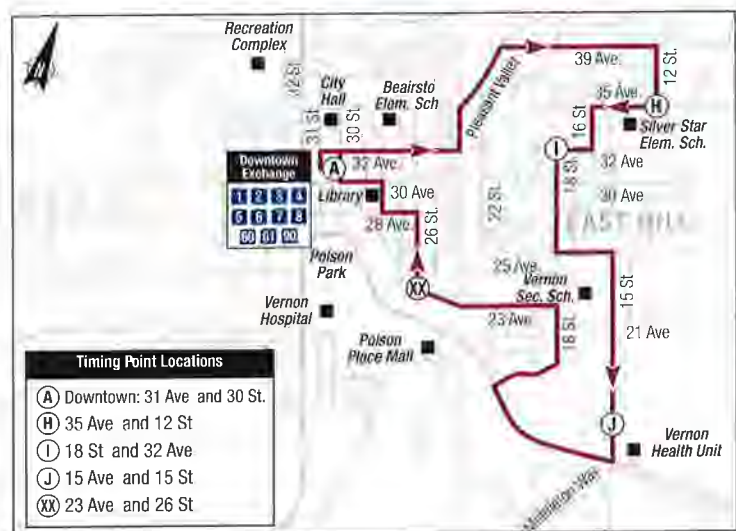 Recreation
Complex
32 St.
City
Hall
Beairsto
Elem. Sch
31 St
30 St.
Pleasant Valley
39 Ave.
12 St.
35 Ave.
H
16 St
Silver Star
Elem. Sch.
I
32 Ave
18 St.
30 Ave
EAST HILL
Downtown
Exchange
1 2 3 4
5 6 7 8
60 61 90
A
32 Ave.
Library
30 Ave
28 Ave.
26 St.
22 St.
Polson
Park
XX
25 Ave.
Vernon
Sec. Sch.
15 St
Vernon
Hospital
23 Ave.
18 St.
21 Ave
Polson
Place Mall
J
Vernon
Health Unit
Middleton Way
Timing Point Locations
A Downtown: 31 Ave and 30 St.
H 35 Ave and 12 St
I 18 St and 32 Ave
J 15 Ave and 15 St
XX 23 Ave and 26 St